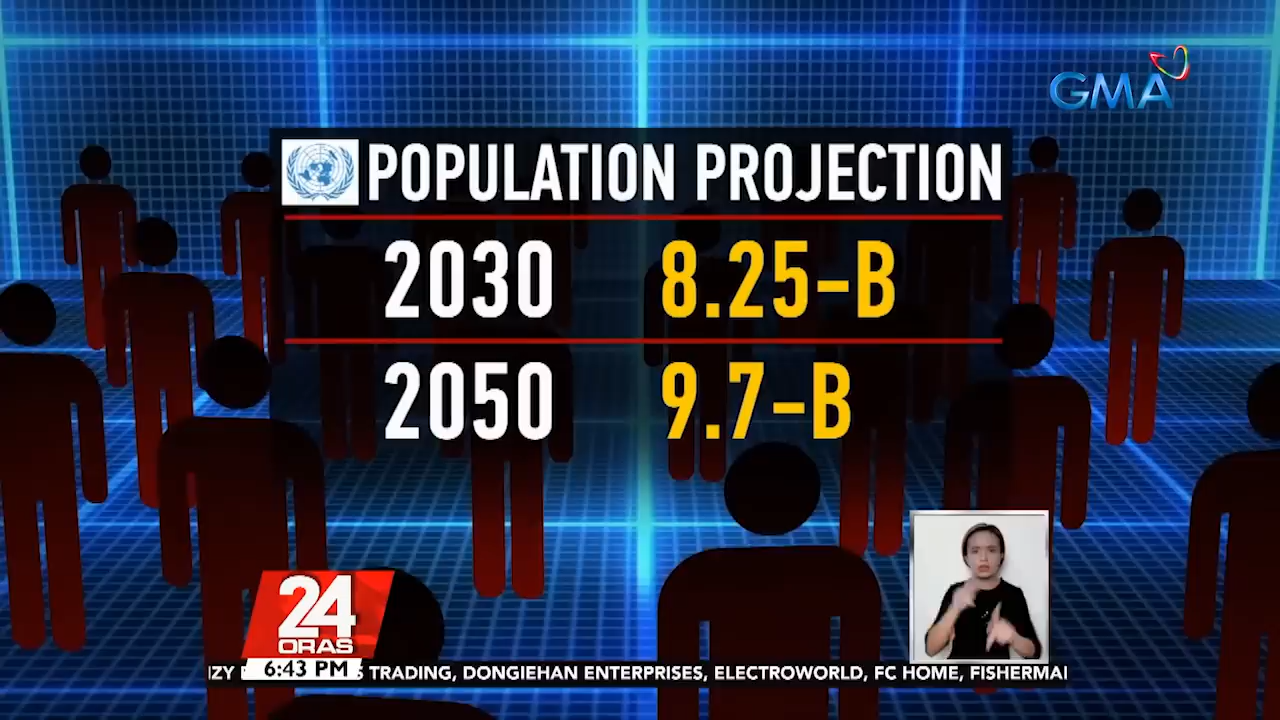 GMA
POPULATION PROJECTION
2030 8.25-B
2050 9.7-B
24
ORAS
6:43 PM
TRADING, DONGIEHAN ENTERPRISES, ELECTROWORLD, FC HOME,